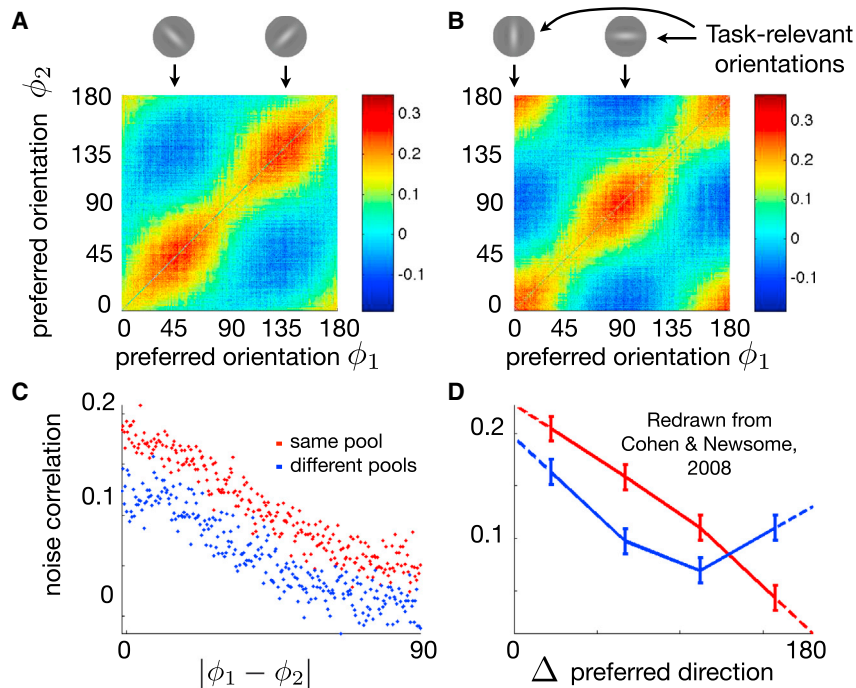 A
B
Task-relevant
orientations
preferred orientation ϕ2
180
135
90
45
0
0 45 90 135 180
preferred orientation ϕ1
0.3
0.2
0.1
0
-0.1
180
135
90
45
0
0 45 90 135 180
preferred orientation ϕ1
0.3
0.2
0.1
0
-0.1
C
noise correlation
0.2
0.1
0
same pool
different pools
0 90
|ϕ1 − ϕ2|
D
Redrawn from
Cohen & Newsome,
2008
0.2
0.1
0 180
Δ preferred direction